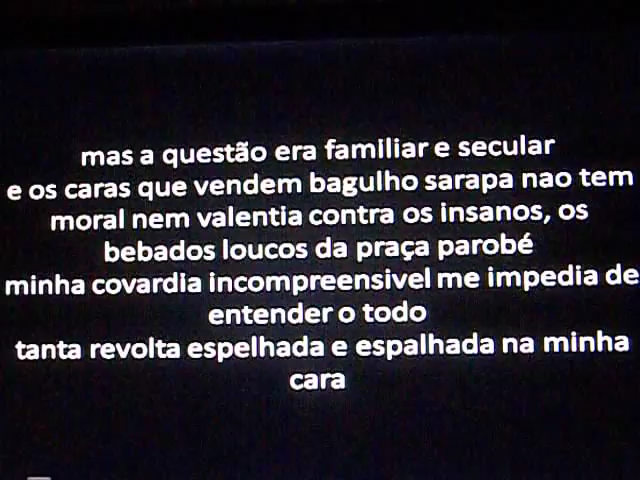 mas a questão era familiar e secular
e os caras que vendem bagulho sarapa nao tem
moral nem valentia contra os insanos, os
bebados loucos da praça parobé
minha covardia incompreensivel me impedia de
entender o todo
tanta revolta espelhada e espalhada na minha
cara